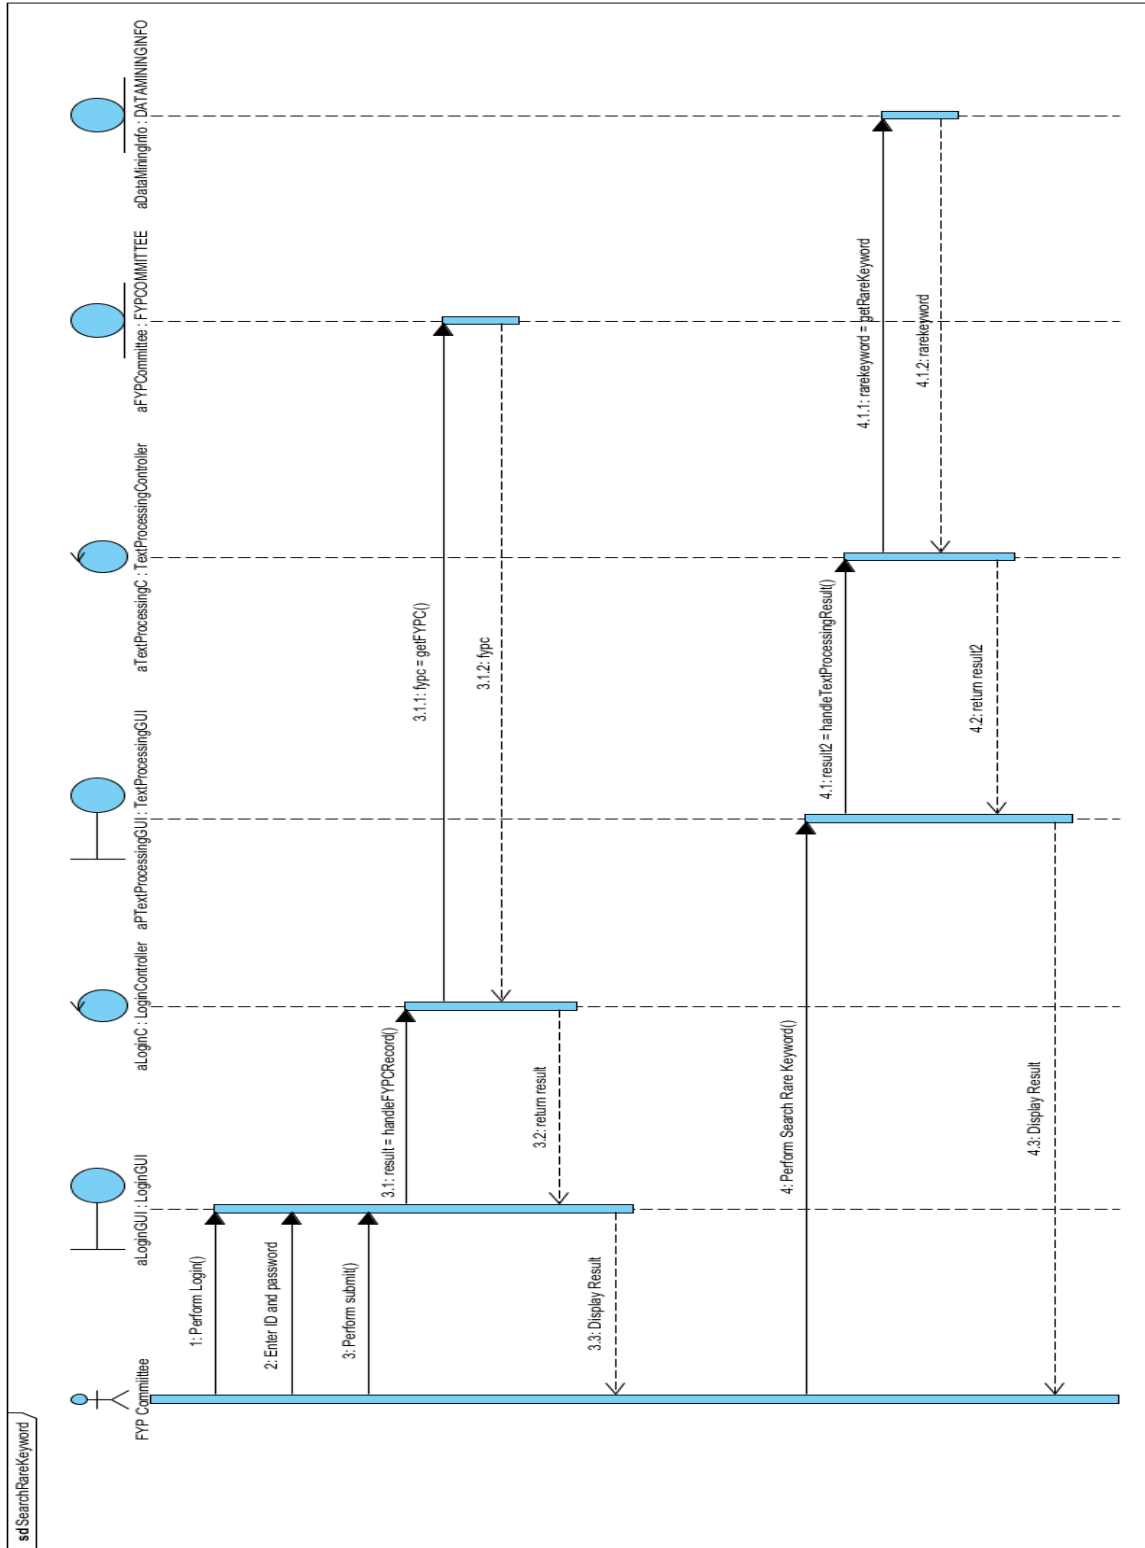 sd SearchRareKeyword
FYP Commiittee
aLoginGUI : LoginGUI
aLoginC : LoginController
aPTextProcessingGUI : TextProcessingGUI
aTextProcessingC : TextProcessingController
aFYPCommittee : FYPCOMMITTEE
aDataMiningInfo : DATAMININGINFO
1: Perform Login()
2: Enter ID and password
3: Perform submit()
3.1: result = handleFYPCRecord()
3.1.1: fypc = getFYPC()
3.1.2: fypc
3.2: return result
3.3: Display Result
4: Perform Search Rare Keyword()
4.1: result2 = handleTextProcessingResult()
4.1.1: rarekeyword = getRareKeyword
4.1.2: rarekeyword
4.2: return result2
4.3: Display Result